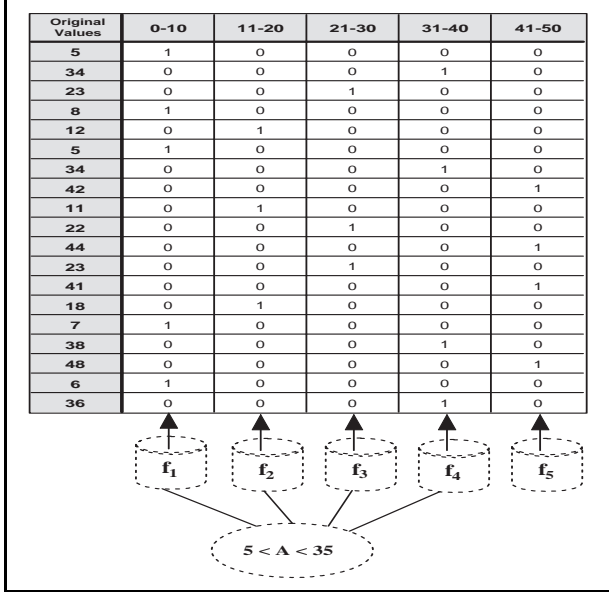 Original Values 0-10 11-20 21-30 31-40 41-50
5 1 0 0 0 0
34 0 0 0 1 0
23 0 0 1 0 0
8 1 0 0 0 0
12 0 1 0 0 0
5 1 0 0 0 0
34 0 0 0 1 0
42 0 0 0 0 1
11 0 1 0 0 0
22 0 0 1 0 0
44 0 0 0 0 1
23 0 0 1 0 0
41 0 0 0 0 1
18 0 1 0 0 0
7 1 0 0 0 0
38 0 0 0 1 0
48 0 0 0 0 1
6 1 0 0 0 0
36 0 0 0 1 0
f1 f2 f3 f4 f5
5 < A < 35